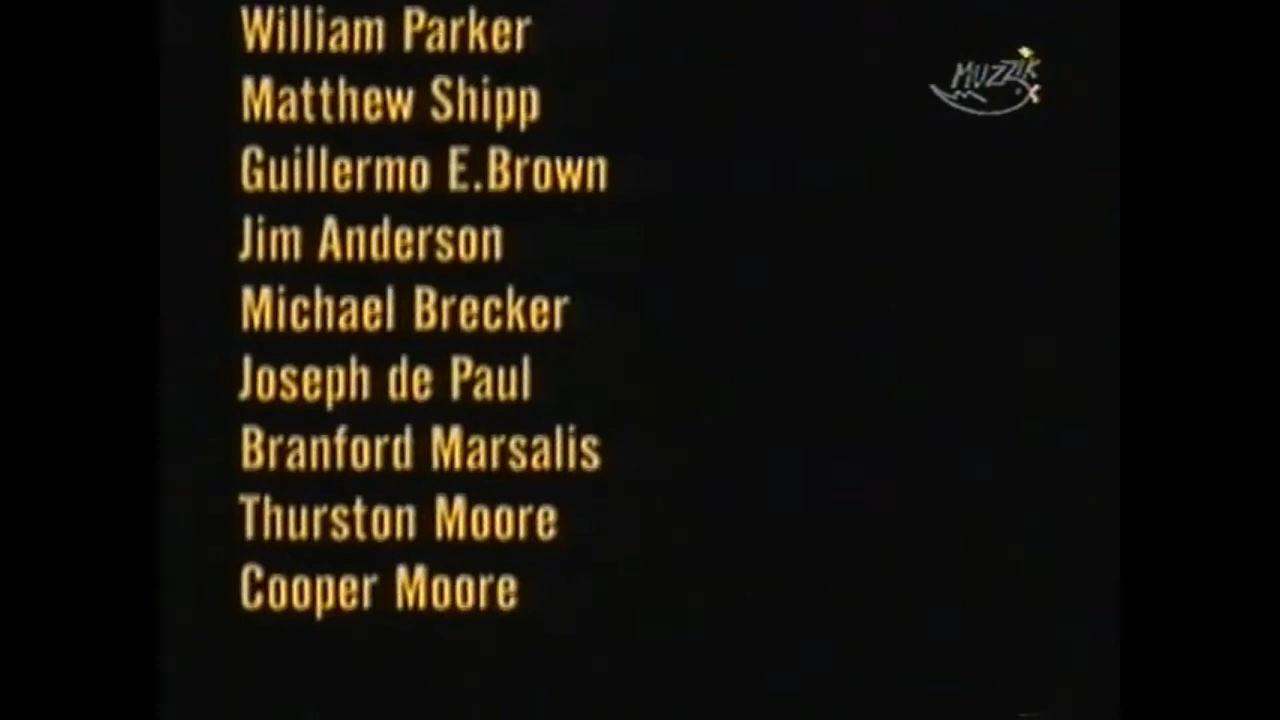 William Parker
MUZZIK
Matthew Shipp
Guillermo E.Brown
Jim Anderson
Michael Brecker
Joseph de Paul
Branford Marsalis
Thurston Moore
Cooper Moore